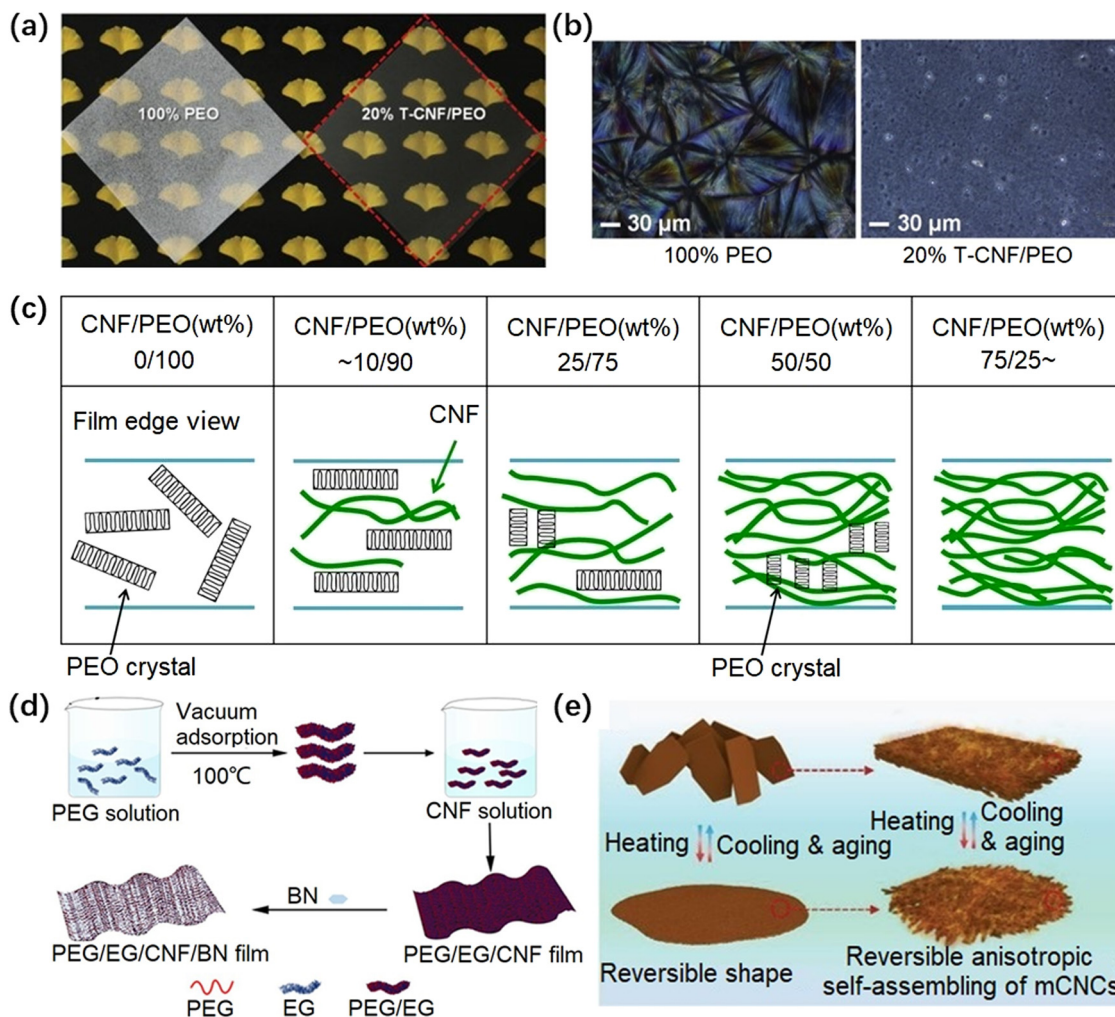 (a)
100% PEO
20% T-CNF/PEO
(b)
30 μm
30 μm
100% PEO
20% T-CNF/PEO
(c)
CNF/PEO(wt%)
0/100
CNF/PEO(wt%)
~10/90
CNF/PEO(wt%)
25/75
CNF/PEO(wt%)
50/50
CNF/PEO(wt%)
75/25~
Film edge view
CNF
PEO crystal
PEO crystal
(d)
Vacuum
adsorption
100℃
PEG solution
CNF solution
BN
PEG/EG/CNF/BN film
PEG/EG/CNF film
PEG
EG
PEG/EG
(e)
Heating
Cooling & aging
Heating
Cooling
& aging
Reversible shape
Reversible anisotropic
self-assembling of mCNCs